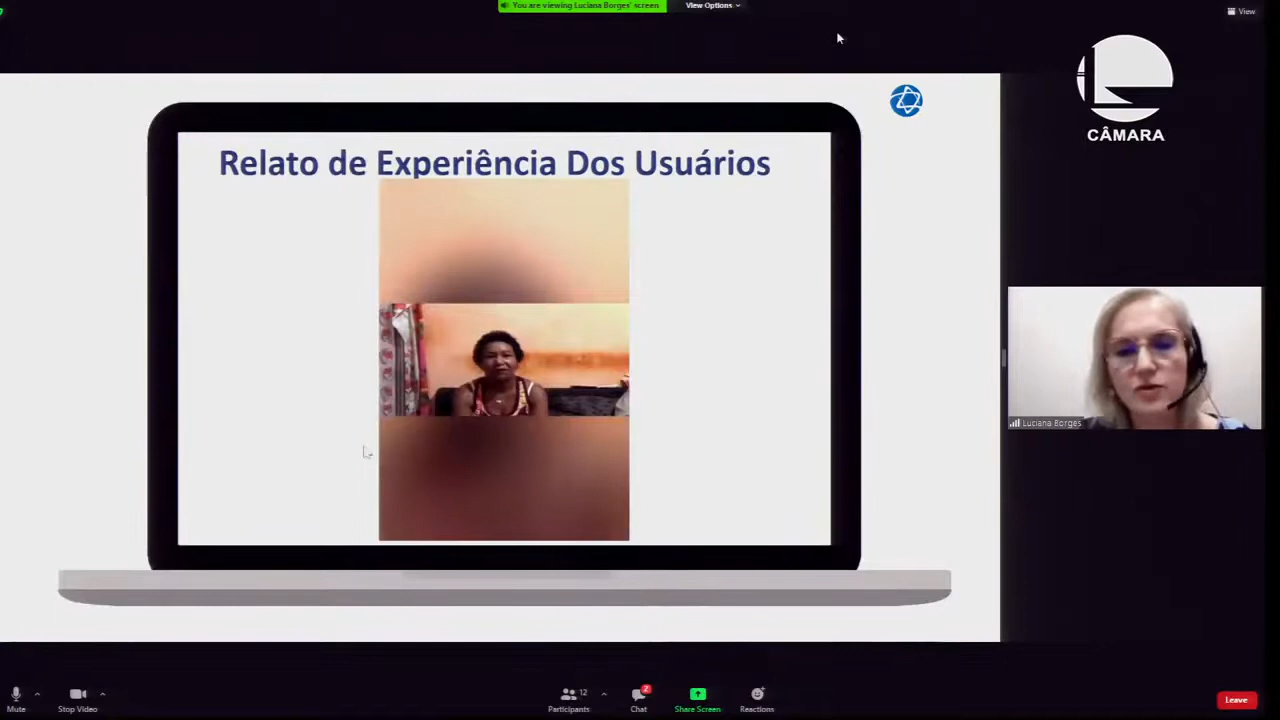 You are viewing Luciana Borges' screen
View Options
View
CÂMARA
Relato de Experiência Dos Usuários
Luciana Borges
Mute
Stop Video
Participants
12
Chat
2
Share Screen
Reactions
Leave